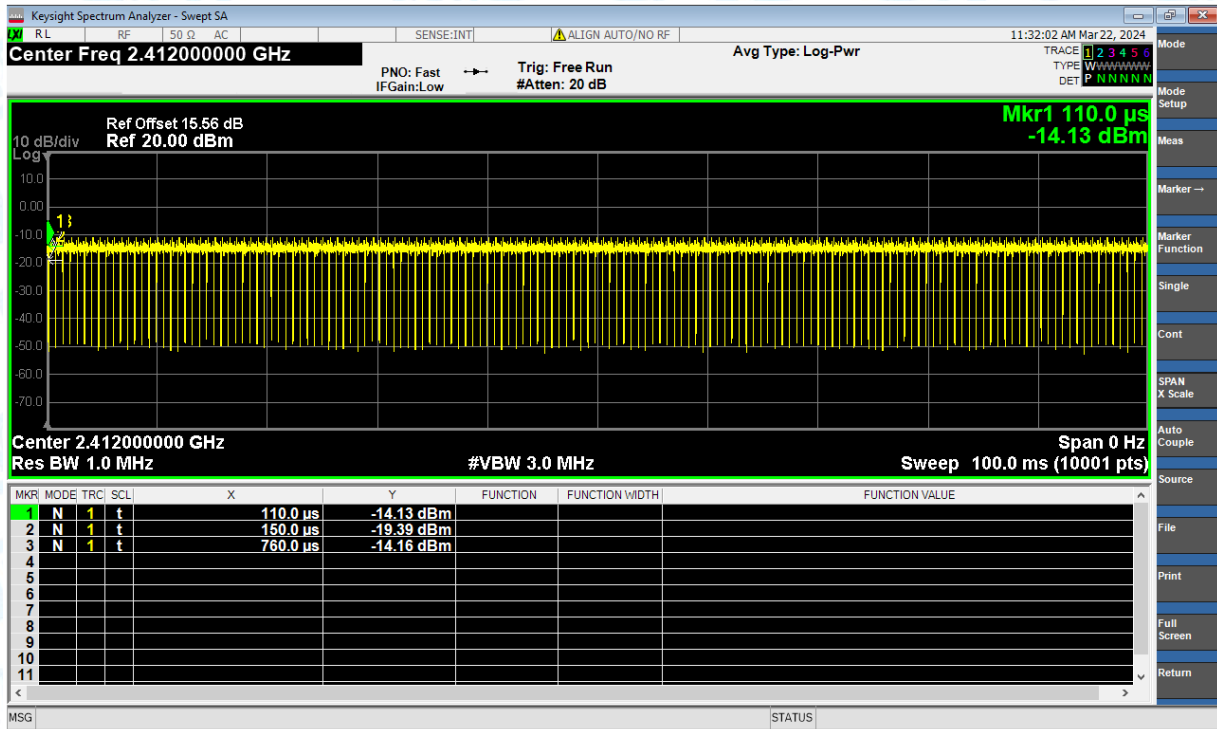 Keysight Spectrum Analyzer - Swept SA
LXI RL RF 50 Ω AC SENSE:INT ALIGN AUTO/NO RF 11:32:02 AM Mar 22, 2024
Center Freq 2.412000000 GHz
PNO: Fast
IFGain:Low
Trig: Free Run
#Atten: 20 dB
Avg Type: Log-Pwr
TRACE 1 2 3 4 5 6
TYPE WWWWWWW
DET P N N N N N
Mkr1 110.0 µs
-14.13 dBm
Ref Offset 15.56 dB
10 dB/div Ref 20.00 dBm
Log
10.0
0.00
-10.0
-20.0
-30.0
-40.0
-50.0
-60.0
-70.0
1 3
Center 2.412000000 GHz Span 0 Hz
Res BW 1.0 MHz #VBW 3.0 MHz Sweep 100.0 ms (10001 pts)
MKR MODE TRC SCL X Y FUNCTION FUNCTION WIDTH FUNCTION VALUE
1 N 1 t 110.0 µs -14.13 dBm
2 N 1 t 150.0 µs -19.39 dBm
3 N 1 t 760.0 µs -14.16 dBm
4
5
6
7
8
9
10
11
MSG STATUS
Mode
Mode
Setup
Meas
Marker →
Marker
Function
Single
Cont
SPAN
X Scale
Auto
Couple
Source
File
Print
Full
Screen
Return